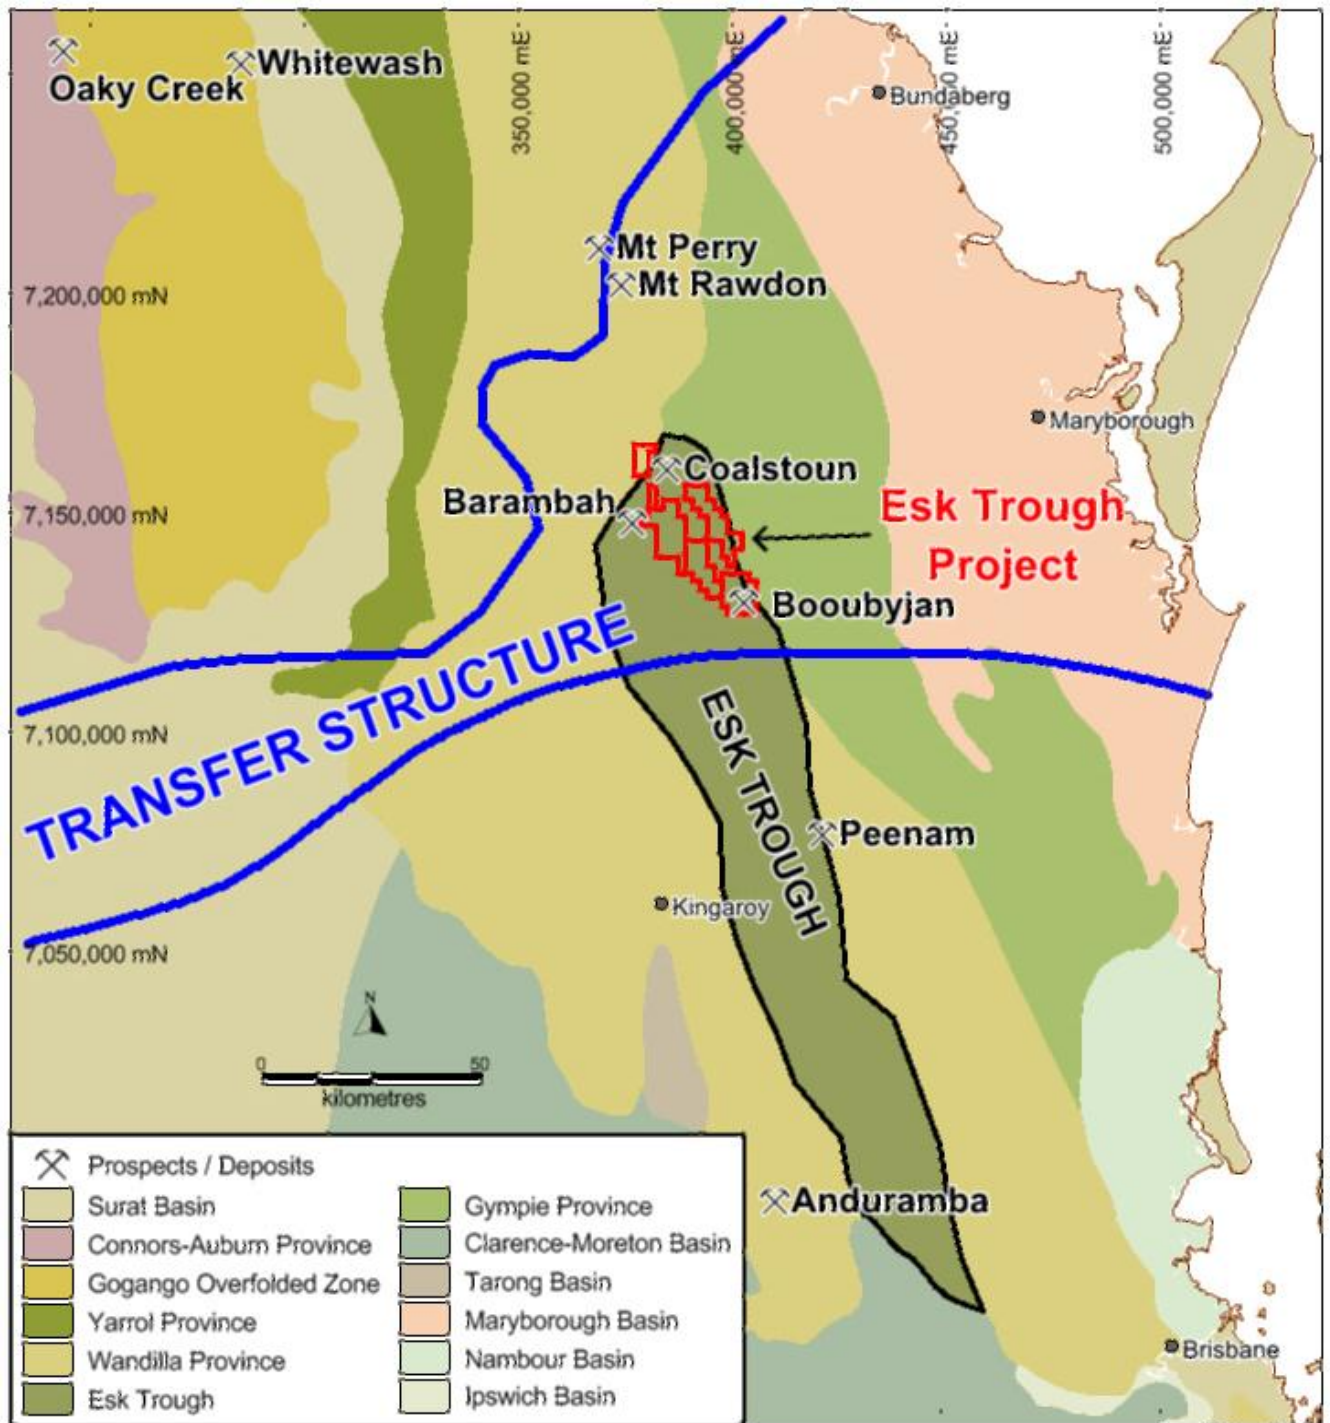 350,000 mE
400,000 mE
450,000 mE
500,000 mE
Whitewash
Oaky Creek
Bundaberg
Mt Perry
Mt Rawdon
7,200,000 mN
Maryborough
Coalstoun
Barambah
Esk Trough
Project
7,150,000 mN
Booubyjan
TRANSFER STRUCTURE
7,100,000 mN
ESK TROUGH
Peenam
Kingaroy
7,050,000 mN
N
0
50
kilometres
Anduramba
Brisbane
Prospects / Deposits
Surat Basin
Connors-Auburn Province
Gogango Overfolded Zone
Yarrol Province
Wandilla Province
Esk Trough
Gympie Province
Clarence-Moreton Basin
Tarong Basin
Maryborough Basin
Nambour Basin
Ipswich Basin